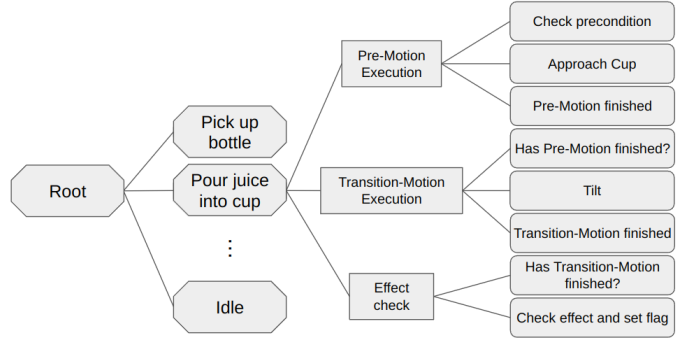 Root
Pick up
bottle
Pour juice
into cup
⋮
Idle
Pre-Motion
Execution
Transition-Motion
Execution
Effect
check
Check precondition
Approach Cup
Pre-Motion finished
Has Pre-Motion finished?
Tilt
Transition-Motion finished
Has Transition-Motion
finished?
Check effect and set flag